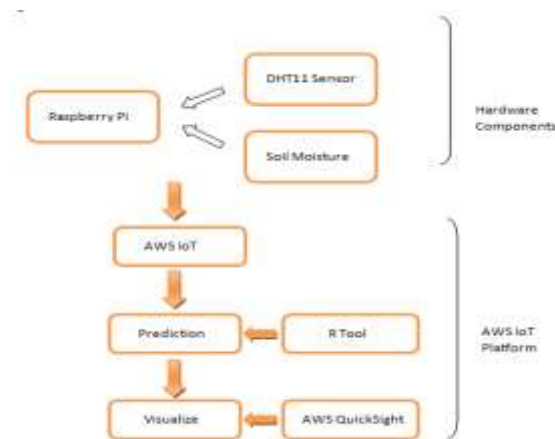 DHT11 Sensor
Raspberry Pi
Hardware
Components
Soil Moisture
AWS IoT
Prediction
R Tool
AWS IoT
Platform
Visualize
AWS QuickSight